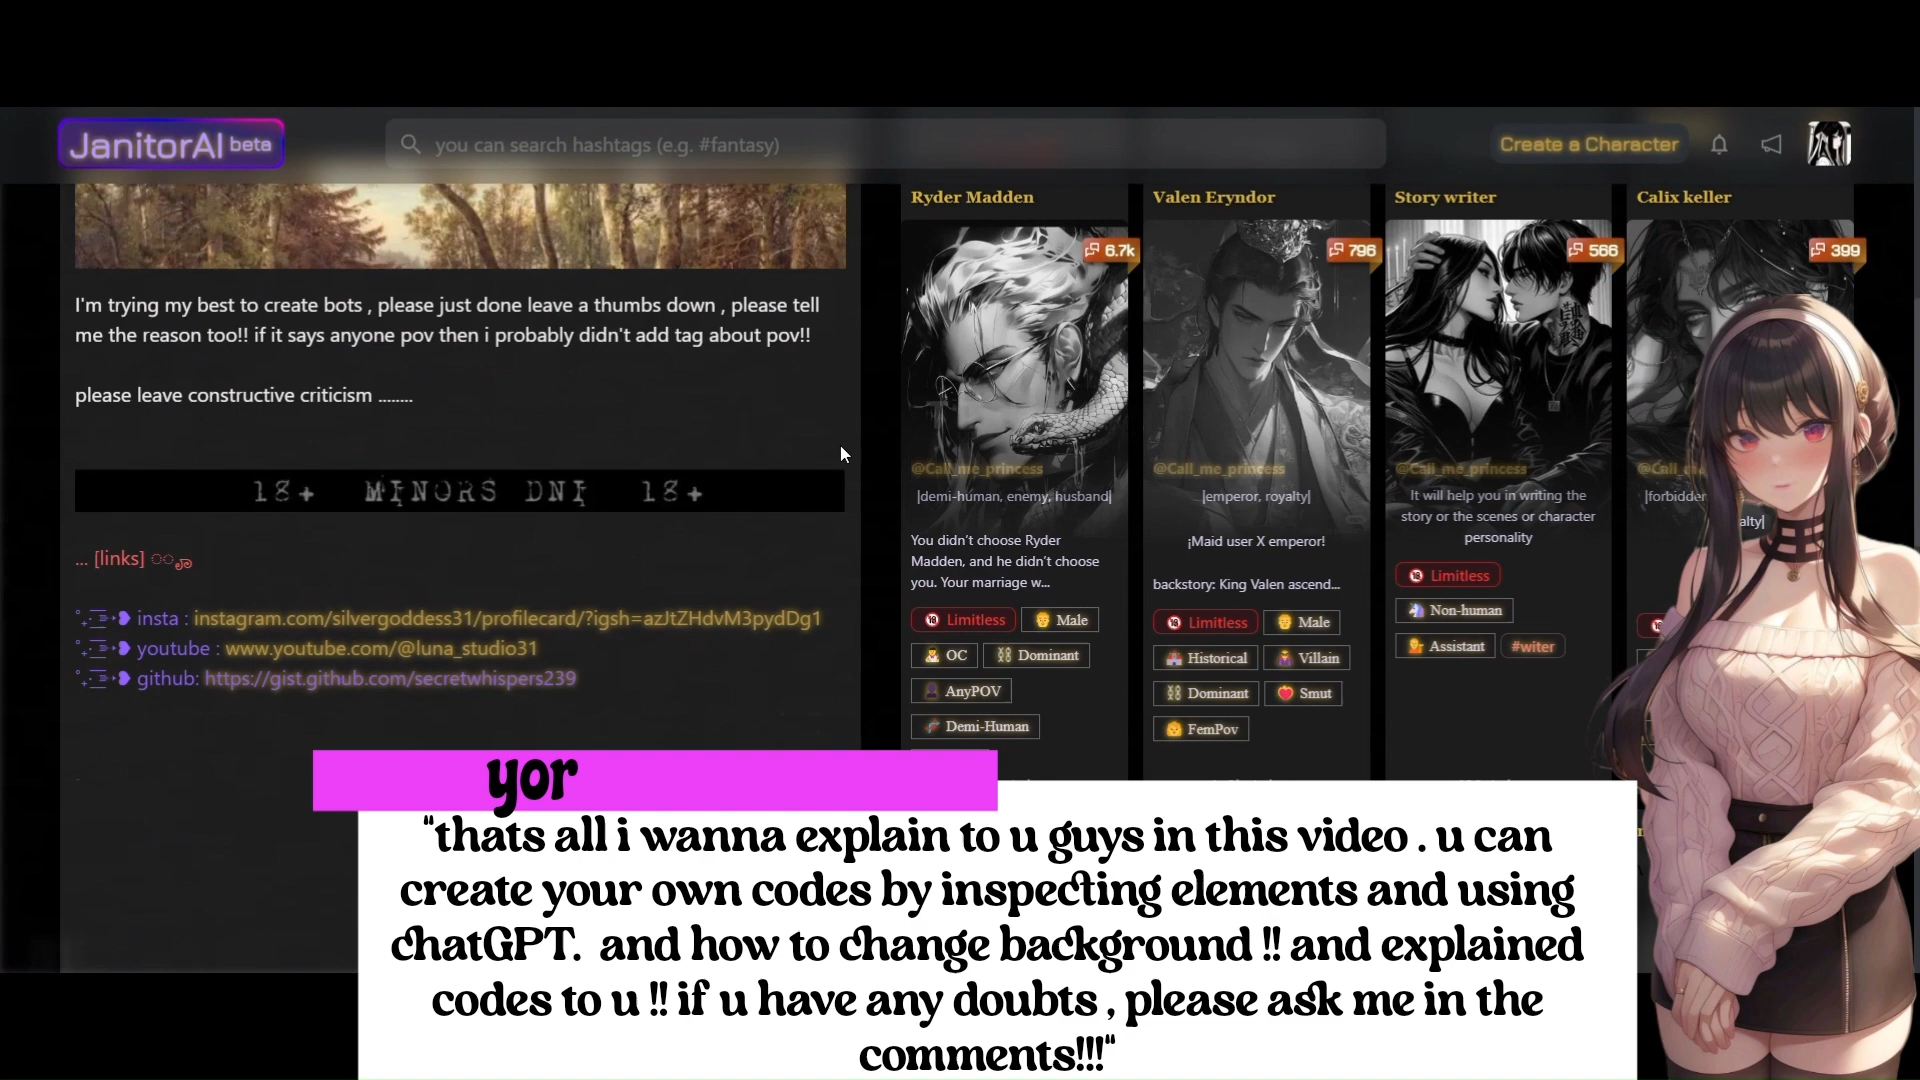 JanitorAI beta
you can search hashtags (e.g. #fantasy)
Create a Character
I'm trying my best to create bots , please just done leave a thumbs down , please tell
me the reason too!! if it says anyone pov then i probably didn't add tag about pov!!
please leave constructive criticism ........
18+ MINORS DNI 18+
... [links]
insta : instagram.com/silvergoddess31/profilecard/?igsh=azJtZHdvM3pydDg1
youtube : www.youtube.com/@luna_studio31
github: https://gist.github.com/secretwhispers239
Ryder Madden
6.7k
@Call_me_princess
|demi-human, enemy, husband|
You didn't choose Ryder
Madden, and he didn't choose
you. Your marriage w...
Limitless
Male
OC
Dominant
AnyPOV
Demi-Human
Valen Eryndor
796
@Call_me_princess
|emperor, royalty|
¡Maid user X emperor!
backstory: King Valen ascend...
Limitless
Male
Historical
Villain
Dominant
Smut
FemPov
Story writer
566
@Call_me_princess
It will help you in writing the
story or the scenes or character
personality
Limitless
Non-human
Assistant
#witer
Calix keller
399
|forbidden
alty|
yor
"thats all i wanna explain to u guys in this video . u can
create your own codes by inspecting elements and using
chatGPT. and how to change background !! and explained
codes to u !! if u have any doubts , please ask me in the
comments!!!"